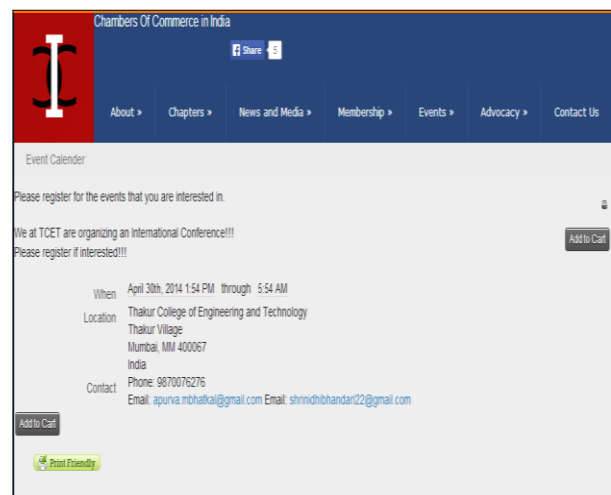 Chambers Of Commerce in India
f Share 5
About » Chapters » News and Media » Membership » Events » Advocacy » Contact Us
Event Calender
Please register for the events that you are interested in.
We at TCET are organizing an International Conference!!!
Add to Cart
Please register if interested!!!
When April 30th, 2014 1:54 PM through 5:54 AM
Location Thakur College of Engineering and Technology
Thakur Village
Mumbai, MM 400067
India
Contact Phone: 9870076276
Email: apurva.mbhatkal@gmail.com Email: shrinidhibhandari22@gmail.com
Add to Cart
Print Friendly